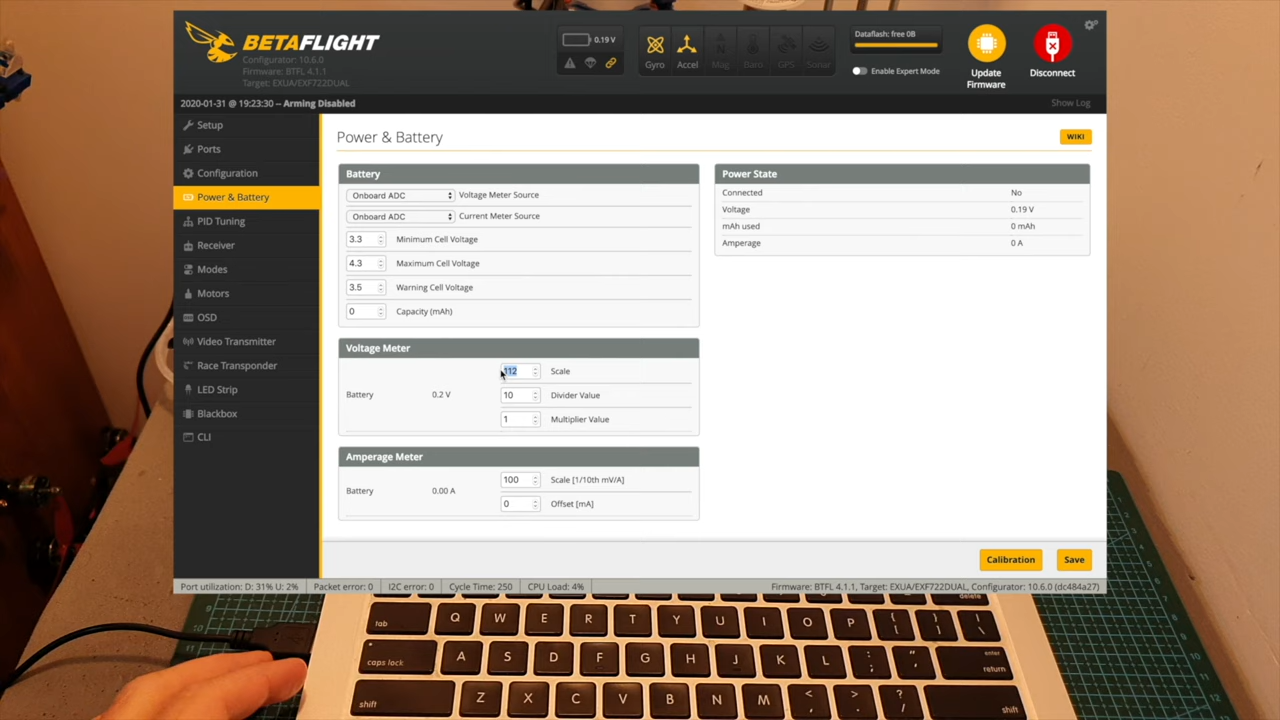 BETAFLIGHT
Configurator: 10.6.0
Firmware: BTFL 4.1.1
Target: EXUA/EXF722DUAL
0.19 V
Gyro
Accel
Mag
Baro
GPS
Sonar
Dataflash: free 0B
Enable Expert Mode
Update
Firmware
Disconnect
2020-01-31 @ 19:23:30 -- Arming Disabled
Show Log
Setup
Ports
Configuration
Power & Battery
PID Tuning
Receiver
Modes
Motors
OSD
Video Transmitter
Race Transponder
LED Strip
Blackbox
CLI
Power & Battery
WIKI
Battery
Onboard ADC Voltage Meter Source
Onboard ADC Current Meter Source
3.3 Minimum Cell Voltage
4.3 Maximum Cell Voltage
3.5 Warning Cell Voltage
0 Capacity (mAh)
Power State
Connected No
Voltage 0.19 V
mAh used 0 mAh
Amperage 0 A
Voltage Meter
112 Scale
Battery 0.2 V 10 Divider Value
1 Multiplier Value
Amperage Meter
100 Scale [1/10th mV/A]
Battery 0.00 A
0 Offset [mA]
Calibration
Save
Port utilization: D: 31% U: 2%
Packet error: 0
I2C error: 0
Cycle Time: 250
CPU Load: 4%
Firmware: BTFL 4.1.1, Target: EXUA/EXF722DUAL, Configurator: 10.6.0 (dc484a27)
delete
tab Q W E R T Y U I O P { [ } ] | \
caps lock A S D F G H J K L : ; " ' enter return
shift Z X C V B N M < , > . ? / shift